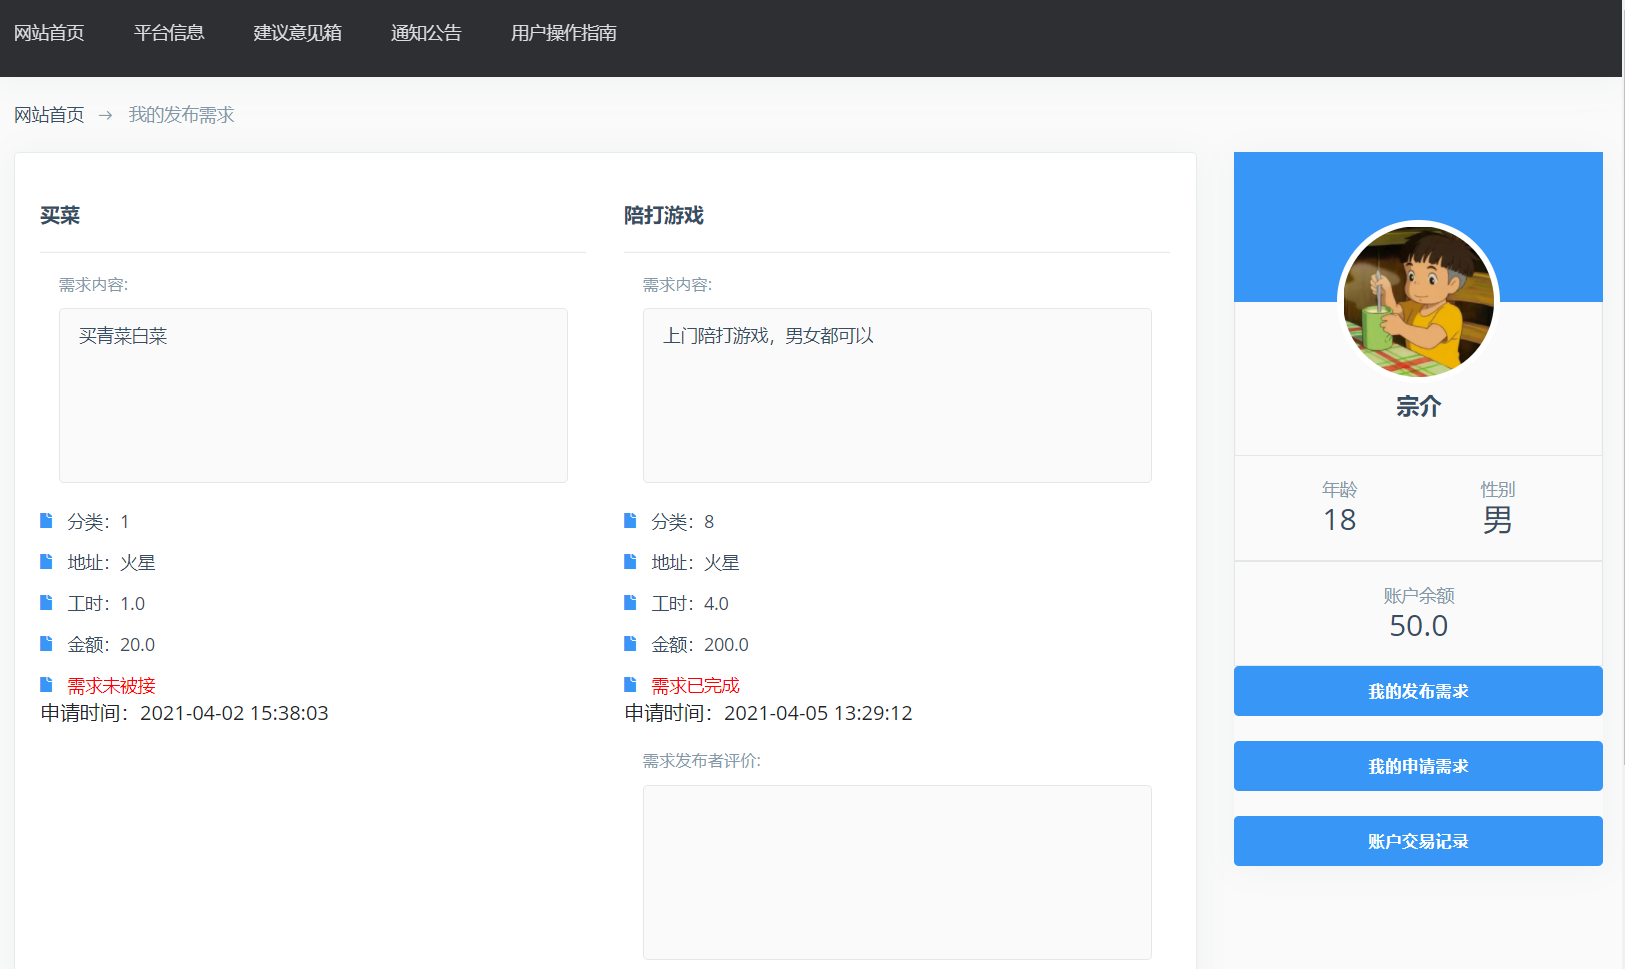 网站首页 平台信息 建议意见箱 通知公告 用户操作指南
网站首页 → 我的发布需求
买菜
需求内容:
买青菜白菜
分类：1
地址：火星
工时：1.0
金额：20.0
需求未被接
申请时间：2021-04-02 15:38:03
陪打游戏
需求内容:
上门陪打游戏，男女都可以
分类：8
地址：火星
工时：4.0
金额：200.0
需求已完成
申请时间：2021-04-05 13:29:12
需求发布者评价:
宗介
年龄 性别
18 男
账户余额
50.0
我的发布需求
我的申请需求
账户交易记录